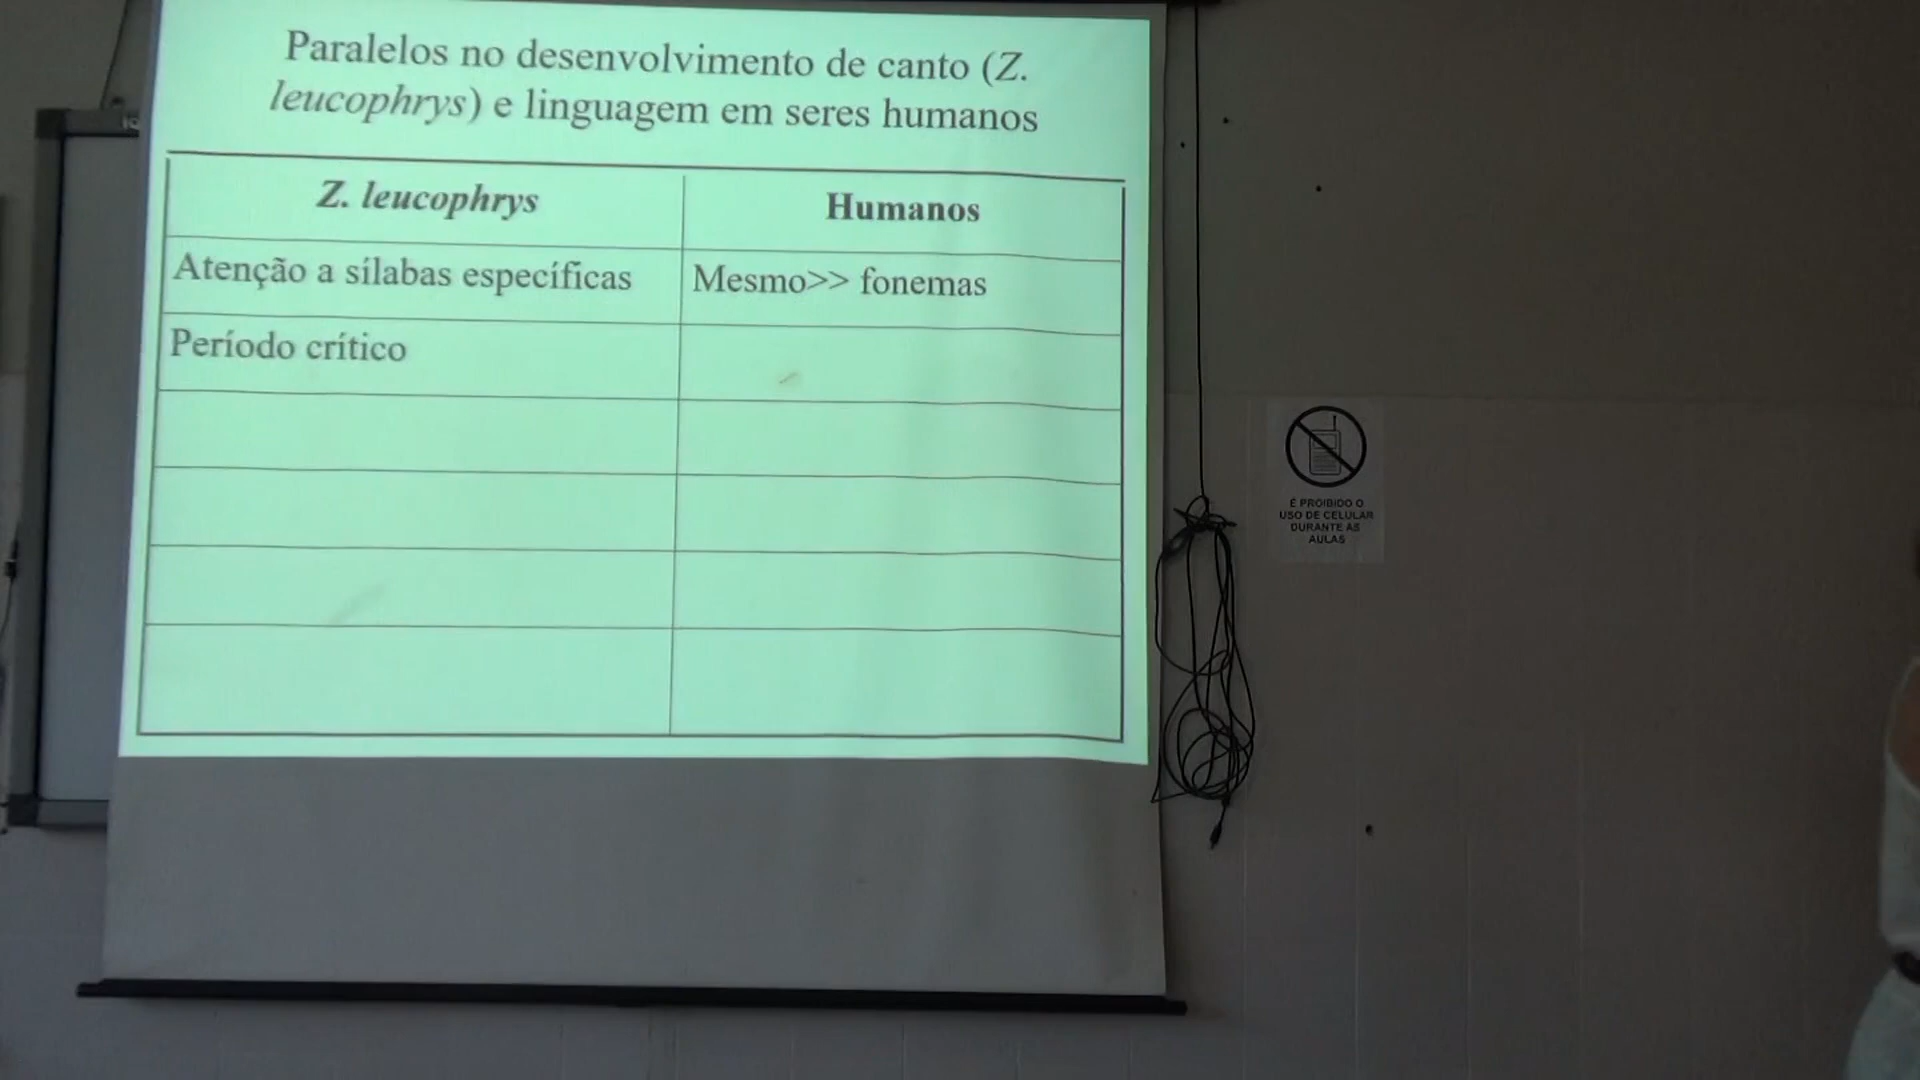 Paralelos no desenvolvimento de canto (Z.
leucophrys) e linguagem em seres humanos
Z. leucophrys
Humanos
Atenção a sílabas específicas
Mesmo>> fonemas
Período crítico
É PROIBIDO O
USO DE CELULAR
DURANTE AS
AULAS